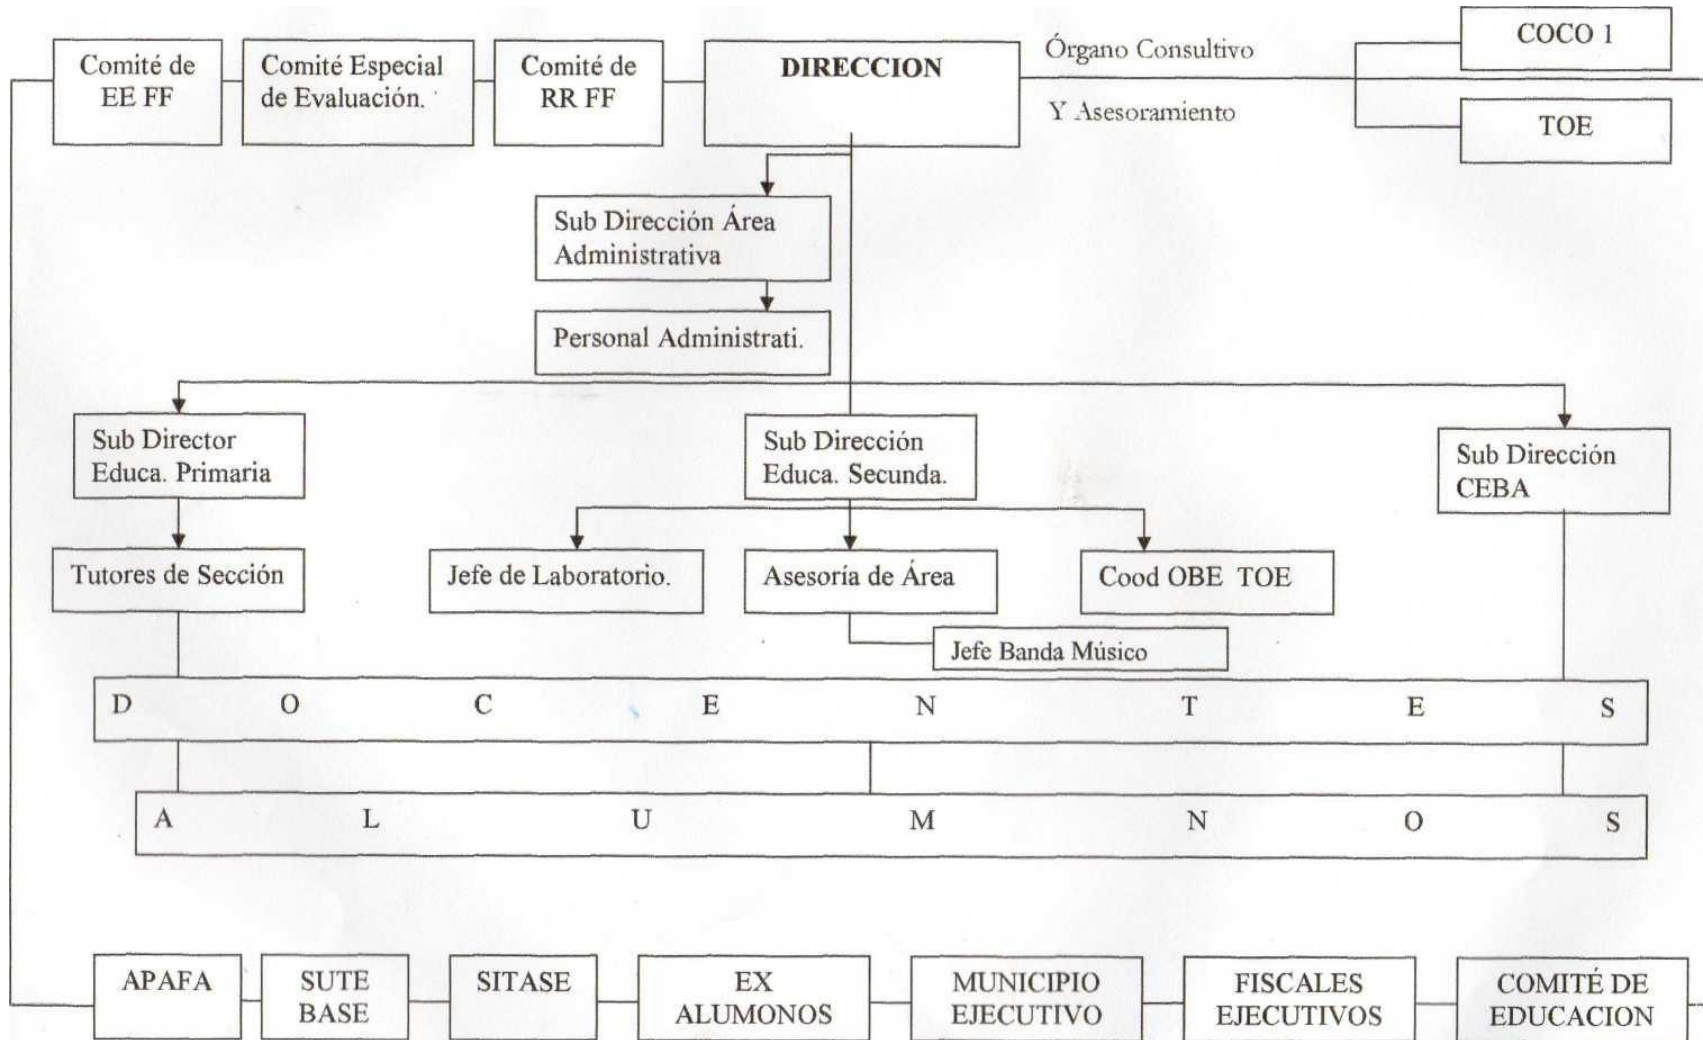 Comité de
EE FF
Comité Especial
de Evaluación.
Comité de
RR FF
DIRECCION
Órgano Consultivo
Y Asesoramiento
COCO 1
TOE
Sub Dirección Área
Administrativa
Personal Administrati.
Sub Director
Educa. Primaria
Sub Dirección
Educa. Secunda.
Sub Dirección
CEBA
Tutores de Sección
Jefe de Laboratorio.
Asesoría de Área
Cood OBE TOE
Jefe Banda Músico
D O C E N T E S
A L U M N O S
APAFA
SUTE
BASE
SITASE
EX
ALUMONOS
MUNICIPIO
EJECUTIVO
FISCALES
EJECUTIVOS
COMITÉ DE
EDUCACION